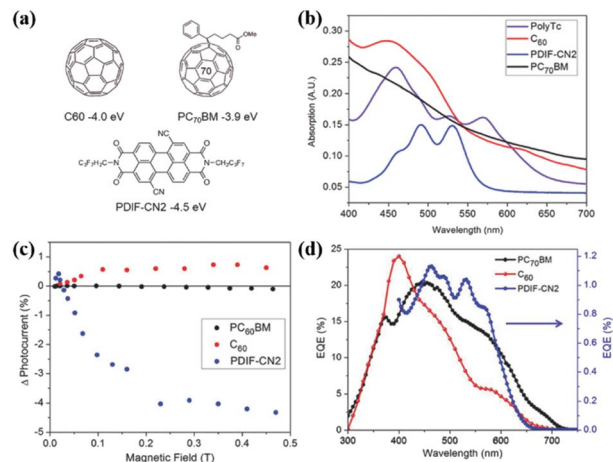 (a)
OMe
O
70
C60 -4.0 eV
PC70BM -3.9 eV
CN
O
O
C3F7H2C-N
N-CH2C3F7
O
O
CN
PDIF-CN2 -4.5 eV
(b)
PolyTc
C60
PDIF-CN2
PC70BM
Absorption (A.U.)
0.30
0.25
0.20
0.15
0.10
0.05
400 450 500 550 600 650 700
Wavelength (nm)
(c)
Δ Photocurrent (%)
1
0
-1
-2
-3
-4
-5
PC60BM
C60
PDIF-CN2
0.0 0.1 0.2 0.3 0.4 0.5
Magnetic Field (T)
(d)
PC70BM
C60
PDIF-CN2
EQE (%)
25
20
15
10
5
0
300 400 500 600 700
Wavelength (nm)
1.2
1.0
0.8
0.6
0.4
0.2
0.0
EQE (%)